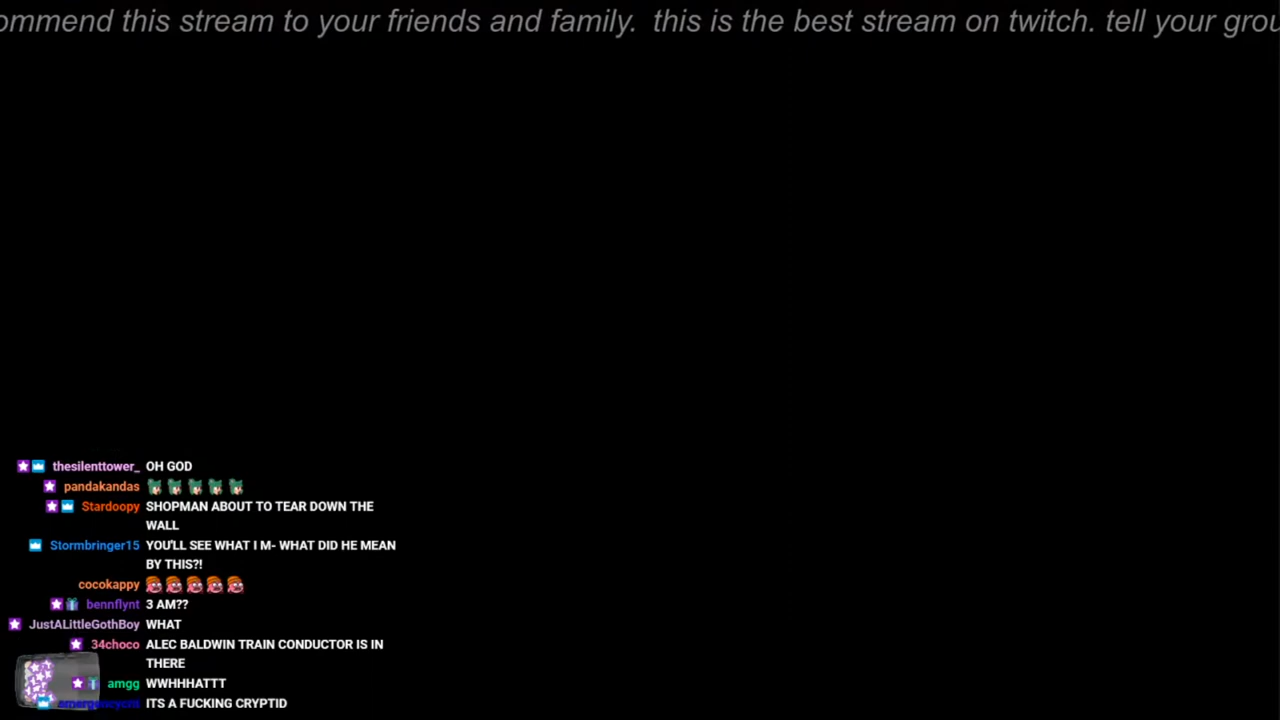 ommend this stream to your friends and family. this is the best stream on twitch. tell your grou
thesilenttower_ OH GOD
pandakandas
Stardoopy SHOPMAN ABOUT TO TEAR DOWN THE
WALL
Stormbringer15 YOU'LL SEE WHAT I M- WHAT DID HE MEAN
BY THIS?!
cocokappy
bennflynt 3 AM??
JustALittleGothBoy WHAT
34choco ALEC BALDWIN TRAIN CONDUCTOR IS IN
THERE
amgg WWHHHATTT
ITS A FUCKING CRYPTID